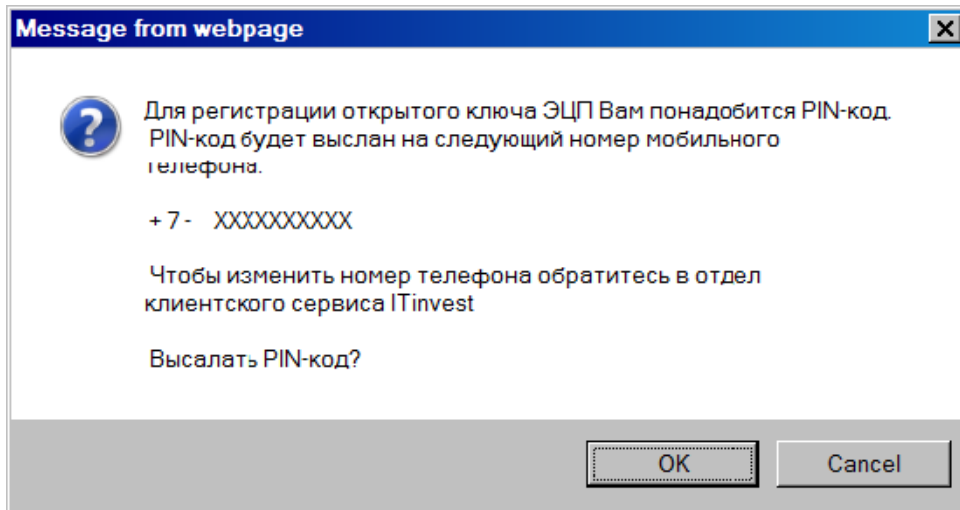 Message from webpage
Для регистрации открытого ключа ЭЦП Вам понадобится PIN-код.
PIN-код будет выслан на следующий номер мобильного
телефона.
+ 7 - XXXXXXXXXX
Чтобы изменить номер телефона обратитесь в отдел
клиентского сервиса ITinvest
Высалать PIN-код?
OK Cancel